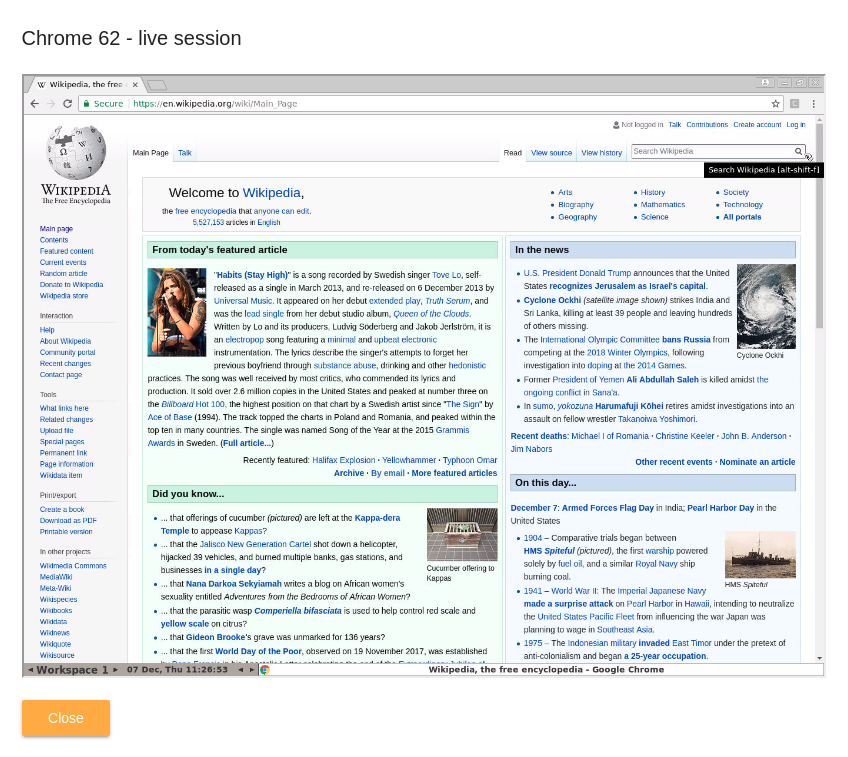 Chrome 62 - live session
Wikipedia, the free
Secure https://en.wikipedia.org/wiki/Main_Page
Not logged in Talk Contributions Create account Log in
Main Page Talk
Read View source View history Search Wikipedia
Search Wikipedia [alt-shift-f]
WIKIPEDIA
The Free Encyclopedia
Main page
Contents
Featured content
Current events
Random article
Donate to Wikipedia
Wikipedia store
Interaction
Help
About Wikipedia
Community portal
Recent changes
Contact page
Tools
What links here
Related changes
Upload file
Special pages
Permanent link
Page information
Wikidata item
Print/export
Create a book
Download as PDF
Printable version
In other projects
Wikimedia Commons
MediaWiki
Meta-Wiki
Wikispecies
Wikibooks
Wikidata
Wikinews
Wikiquote
Wikisource
Welcome to Wikipedia,
the free encyclopedia that anyone can edit.
5,527,153 articles in English
Arts
Biography
Geography
History
Mathematics
Science
Society
Technology
All portals
From today's featured article
"Habits (Stay High)" is a song recorded by Swedish singer Tove Lo, self-
released as a single in March 2013, and re-released on 6 December 2013 by
Universal Music. It appeared on her debut extended play, Truth Serum, and
was the lead single from her debut studio album, Queen of the Clouds.
Written by Lo and its producers, Ludvig Söderberg and Jakob Jerlström, it is
an electropop song featuring a minimal and upbeat electronic
instrumentation. The lyrics describe the singer's attempts to forget her
previous boyfriend through substance abuse, drinking and other hedonistic
practices. The song was well received by most critics, who commended its lyrics and
production. It sold over 2.6 million copies in the United States and peaked at number three on
the Billboard Hot 100, the highest position on that chart by a Swedish artist since "The Sign" by
Ace of Base (1994). The track topped the charts in Poland and Romania, and peaked within the
top ten in many countries. The single was named Song of the Year at the 2015 Grammis
Awards in Sweden. (Full article...)
Recently featured: Halifax Explosion · Yellowhammer · Typhoon Omar
Archive · By email · More featured articles
Did you know...
... that offerings of cucumber (pictured) are left at the Kappa-dera
Temple to appease Kappas?
... that the Jalisco New Generation Cartel shot down a helicopter,
hijacked 39 vehicles, and burned multiple banks, gas stations, and
businesses in a single day?
... that Nana Darkoa Sekyiamah writes a blog on African women's
sexuality entitled Adventures from the Bedrooms of African Women?
... that the parasitic wasp Comperiella bifasciata is used to help control red scale and
yellow scale on citrus?
... that Gideon Brooke's grave was unmarked for 136 years?
... that the first World Day of the Poor, observed on 19 November 2017, was established
Cucumber offering to
Kappas
In the news
U.S. President Donald Trump announces that the United
States recognizes Jerusalem as Israel's capital.
Cyclone Ockhi (satellite image shown) strikes India and
Sri Lanka, killing at least 39 people and leaving hundreds
of others missing.
The International Olympic Committee bans Russia from
competing at the 2018 Winter Olympics, following
investigation into doping at the 2014 Games.
Former President of Yemen Ali Abdullah Saleh is killed amidst the
ongoing conflict in Sana'a.
In sumo, yokozuna Harumafuji Kōhei retires amidst investigations into an
assault on fellow wrestler Takanoiwa Yoshimori.
Cyclone Ockhi
Recent deaths: Michael I of Romania · Christine Keeler · John B. Anderson ·
Jim Nabors
Other recent events · Nominate an article
On this day...
December 7: Armed Forces Flag Day in India; Pearl Harbor Day in the
United States
1904 – Comparative trials began between
HMS Spiteful (pictured), the first warship powered
solely by fuel oil, and a similar Royal Navy ship
burning coal.
HMS Spiteful
1941 – World War II: The Imperial Japanese Navy
made a surprise attack on Pearl Harbor in Hawaii, intending to neutralize
the United States Pacific Fleet from influencing the war Japan was
planning to wage in Southeast Asia.
1975 – The Indonesian military invaded East Timor under the pretext of
anti-colonialism and began a 25-year occupation.
Workspace 1 07 Dec, Thu 11:26:53 Wikipedia, the free encyclopedia - Google Chrome
Close